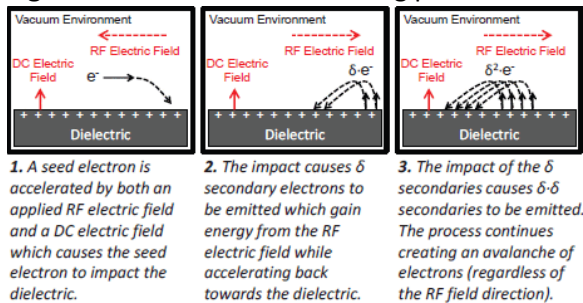 Vacuum Environment
RF Electric Field
DC Electric
Field
e-
+ + + + + + + + + + + +
Dielectric
1. A seed electron is
accelerated by both an
applied RF electric field
and a DC electric field
which causes the seed
electron to impact the
dielectric.
Vacuum Environment
RF Electric Field
DC Electric
Field
δ·e-
+ + + + + + + + + + + +
Dielectric
2. The impact causes δ
secondary electrons to
be emitted which gain
energy from the RF
electric field while
accelerating back
towards the dielectric.
Vacuum Environment
RF Electric Field
DC Electric
Field
δ²·e-
+ + + + + + + + + + + +
Dielectric
3. The impact of the δ
secondaries causes δ·δ
secondaries to be emitted.
The process continues
creating an avalanche of
electrons (regardless of
the RF field direction).